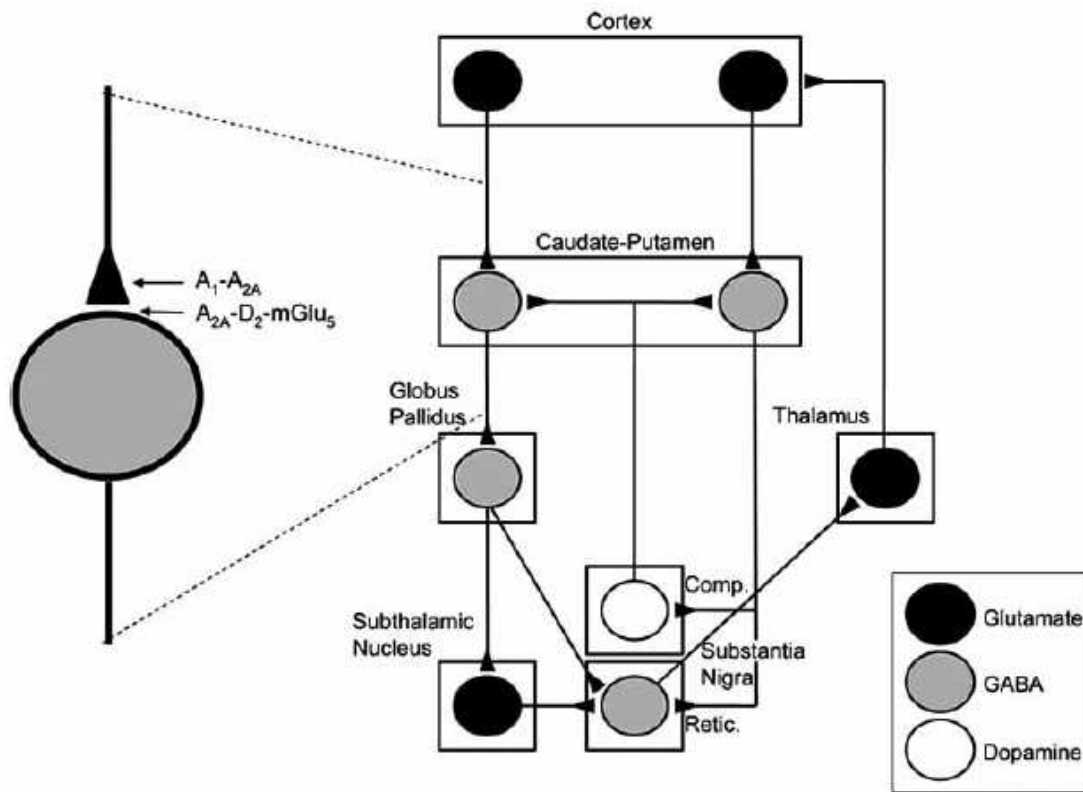 Cortex
A₁-A₂A
A₂A-D₂-mGlu₅
Caudate-Putamen
Globus
Pallidus
Thalamus
Comp.
Subthalamic
Nucleus
Substantia
Nigra
Retic.
Glutamate
GABA
Dopamine